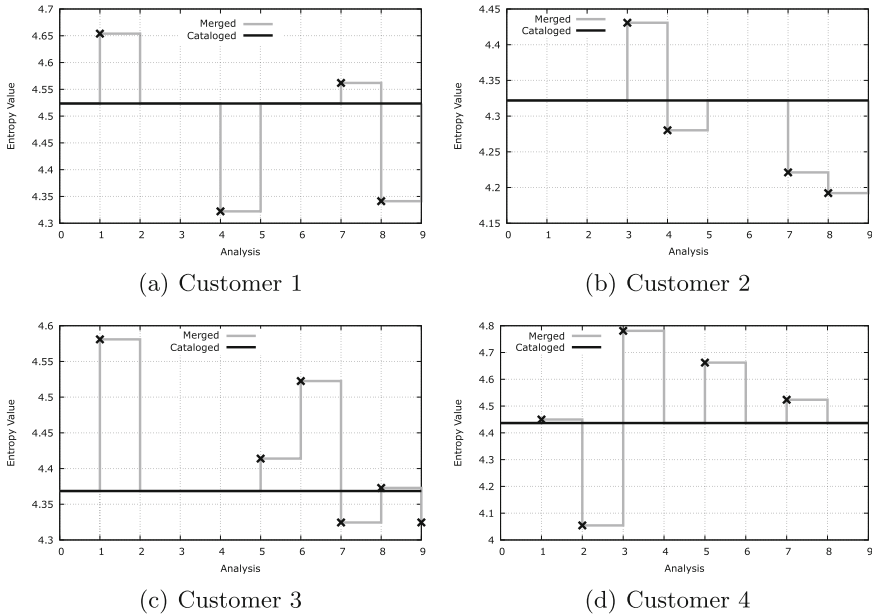 4.7
4.65
4.6
4.55
4.5
4.45
4.4
4.35
4.3
Entropy Value
Merged
Cataloged
0 1 2 3 4 5 6 7 8 9
Analysis
(a) Customer 1
4.45
4.4
4.35
4.3
4.25
4.2
4.15
Entropy Value
Merged
Cataloged
0 1 2 3 4 5 6 7 8 9
Analysis
(b) Customer 2
4.6
4.55
4.5
4.45
4.4
4.35
4.3
Entropy Value
Merged
Cataloged
0 1 2 3 4 5 6 7 8 9
Analysis
(c) Customer 3
4.8
4.7
4.6
4.5
4.4
4.3
4.2
4.1
4
Entropy Value
Merged
Cataloged
0 1 2 3 4 5 6 7 8 9
Analysis
(d) Customer 4